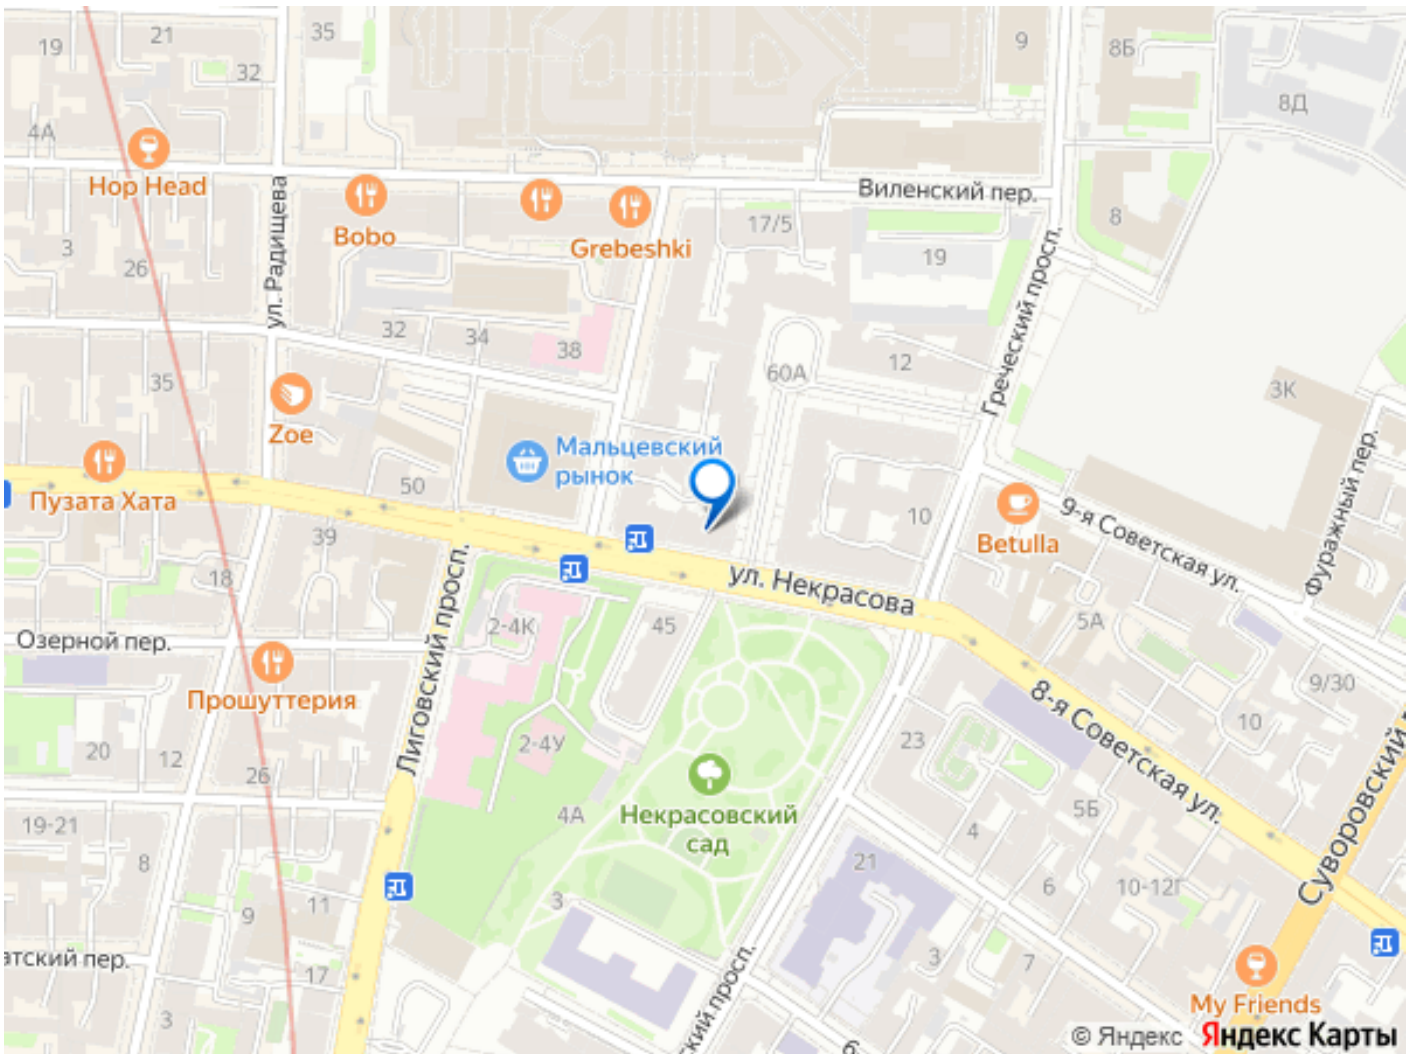 19
21
35
9
8Б
32
8Д
4А
Hop Head
ул. Радищева
Bobo
Grebeshki
Виленский пер.
17/5
8
3
26
19
Греческий просп.
32
34
38
12
60А
35
3К
Zoe
Мальцевский
рынок
Пузата Хата
50
39
10
Betulla
9-я Советская ул.
Фуражный пер.
18
ул. Некрасова
Озерной пер.
Лиговский просп.
2-4К
45
5А
Прошуттерия
9/30
8-я Советская ул.
10
20
12
26
2-4У
23
Суворовский
Некрасовский
сад
4А
5Б
4
19-21
8
21
6
10-12Г
9
11
3
3
7
атский пер.
17
ский просп.
3
My Friends
6
© Яндекс Яндекс Карты